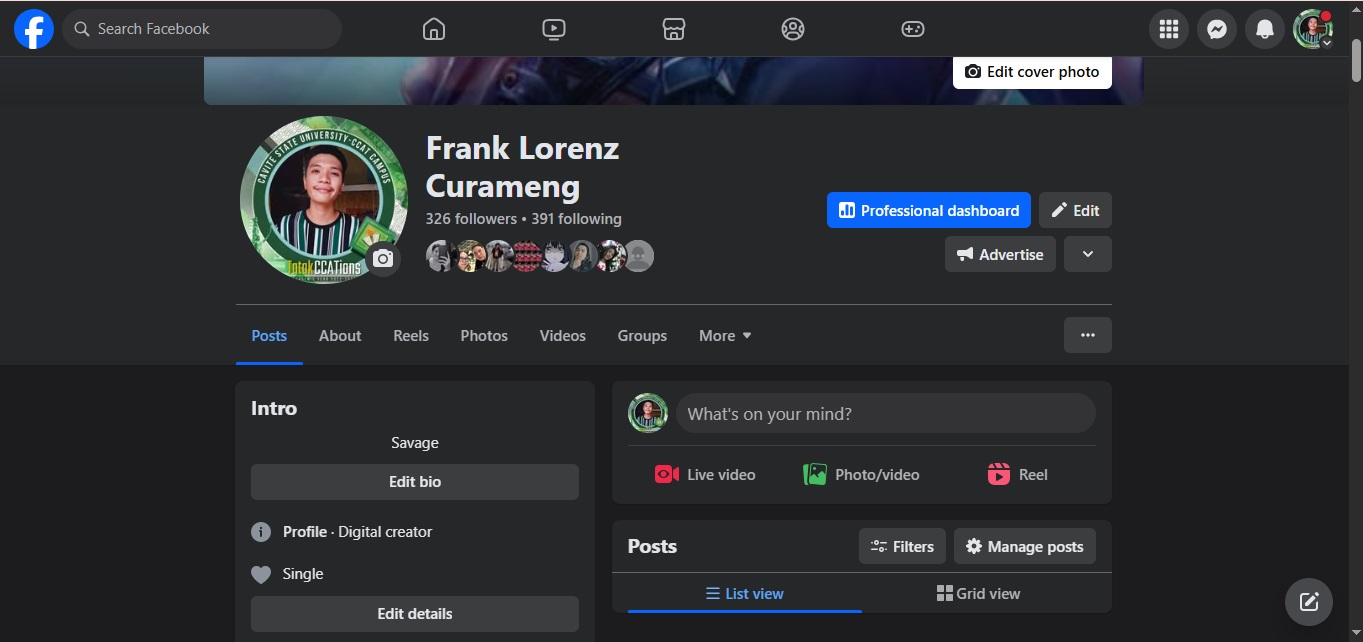 Search Facebook
Edit cover photo
CAVITE STATE UNIVERSITY-CCAT CAMPUS
TatakCCATions
Frank Lorenz
Curameng
326 followers • 391 following
Professional dashboard
Edit
Advertise
Posts
About
Reels
Photos
Videos
Groups
More
Intro
Savage
Edit bio
Profile · Digital creator
Single
Edit details
What's on your mind?
Live video
Photo/video
Reel
Posts
Filters
Manage posts
List view
Grid view